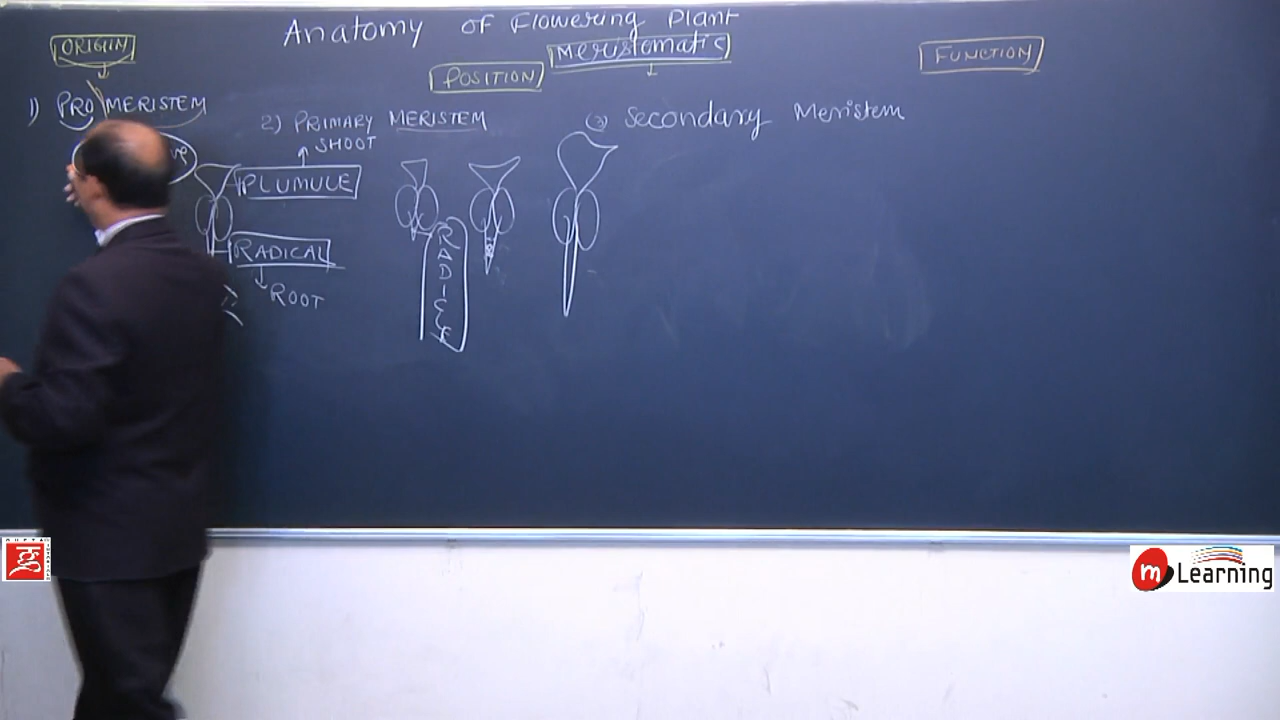 Anatomy of Flowering Plant
ORIGIN
Meristematic
POSITION
FUNCTION
1) PRO MERISTEM
2) PRIMARY MERISTEM
(3) Secondary Meristem
SHOOT
PLUMULE
RADICAL
ROOT
m Learning